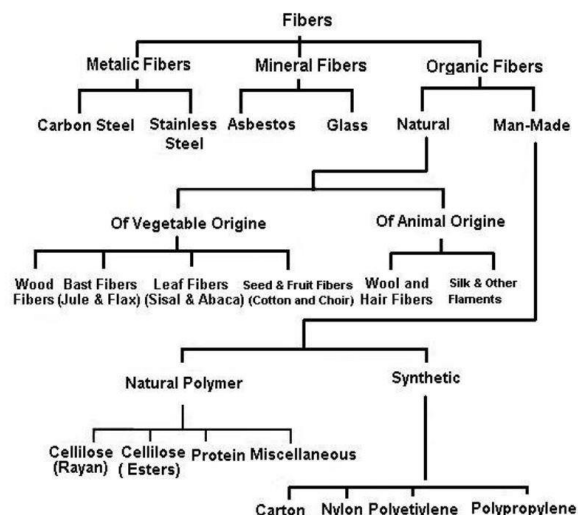 Fibers
Metalic Fibers Mineral Fibers Organic Fibers
Carbon Steel Stainless Steel Asbestos Glass Natural Man-Made
Of Vegetable Origine Of Animal Origine
Wood Fibers Bast Fibers (Jule & Flax) Leaf Fibers (Sisal & Abaca) Seed & Fruit Fibers (Cotton and Choir) Wool and Hair Fibers Silk & Other Flaments
Natural Polymer Synthetic
Cellilose (Rayan) Cellilose ( Esters) Protein Miscellaneous
Carton Nylon Polyetilene Polypropylene